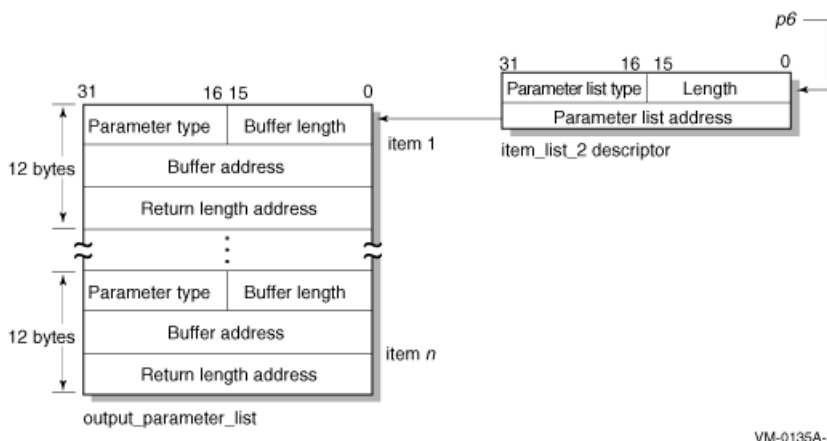 p6
31 16 15 0
Parameter list type Length
Parameter list address
item_list_2 descriptor
31 16 15 0
Parameter type Buffer length
item 1
12 bytes
Buffer address
Return length address
Parameter type Buffer length
12 bytes
Buffer address
item n
Return length address
output_parameter_list
VM-0135A-